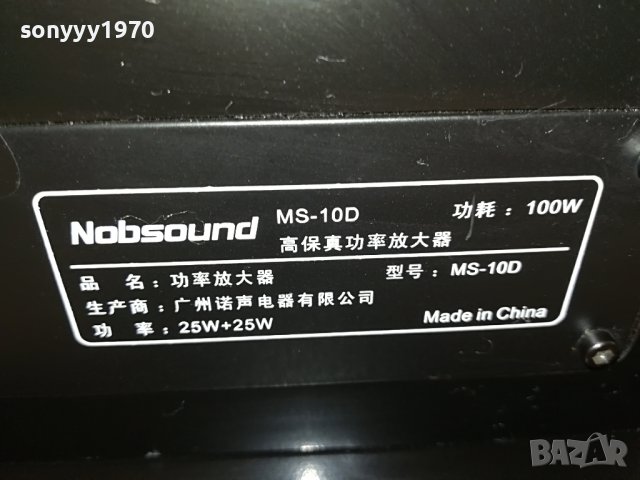 sonyyy1970
Nobsound MS-10D 功耗：100W
高保真功率放大器
品 名：功率放大器 型号：MS-10D
生产商：广州诺声电器有限公司
功 率：25W+25W Made in China
BAZAR